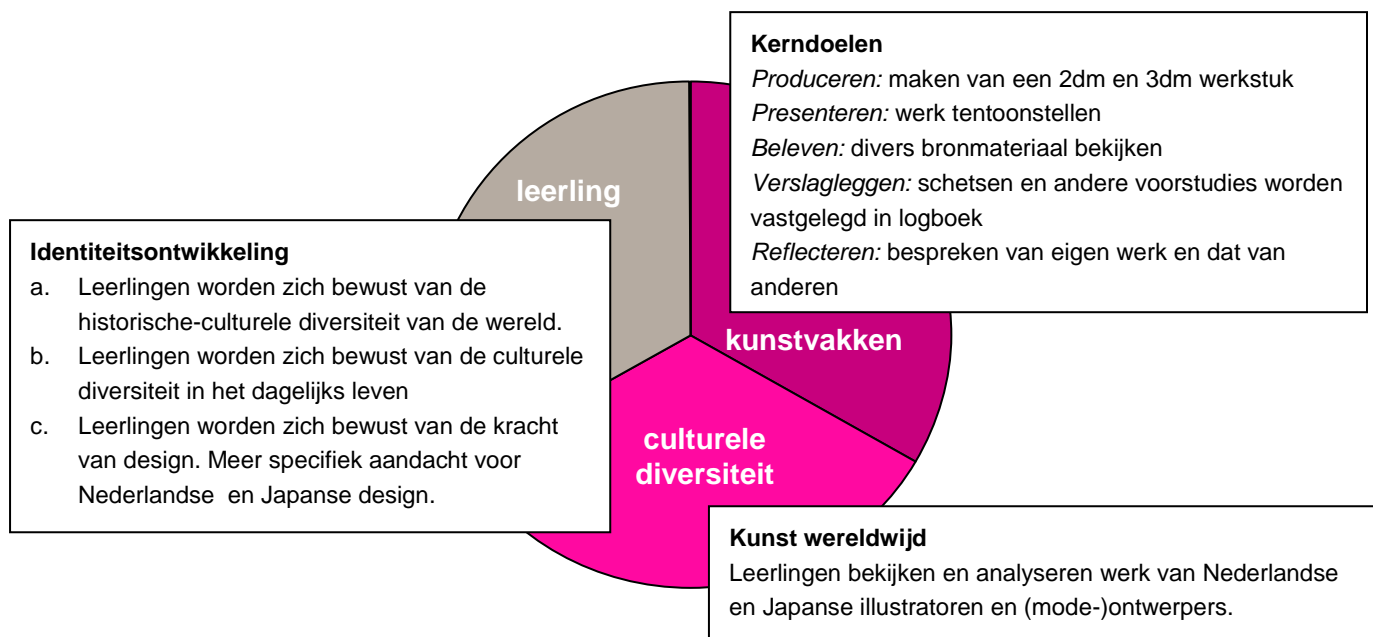 Kerndoelen
Produceren: maken van een 2dm en 3dm werkstuk
Presenteren: werk tentoonstellen
Beleven: divers bronmateriaal bekijken
Verslagleggen: schetsen en andere voorstudies worden
vastgelegd in logboek
Reflecteren: bespreken van eigen werk en dat van
anderen
leerling
Identiteitsontwikkeling
a. Leerlingen worden zich bewust van de
historische-culturele diversiteit van de wereld.
b. Leerlingen worden zich bewust van de culturele
diversiteit in het dagelijks leven
c. Leerlingen worden zich bewust van de kracht
van design. Meer specifiek aandacht voor
Nederlandse en Japanse design.
kunstvakken
culturele
diversiteit
Kunst wereldwijd
Leerlingen bekijken en analyseren werk van Nederlandse
en Japanse illustratoren en (mode-)ontwerpers.